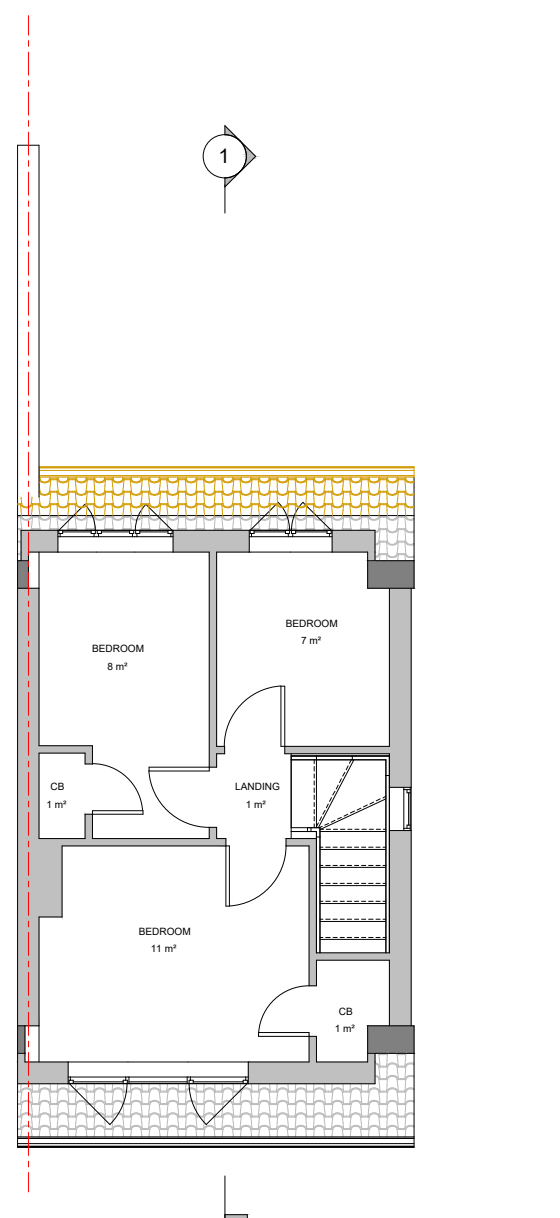 1
BEDROOM
7 m²
BEDROOM
8 m²
CB
1 m²
LANDING
1 m²
BEDROOM
11 m²
CB
1 m²